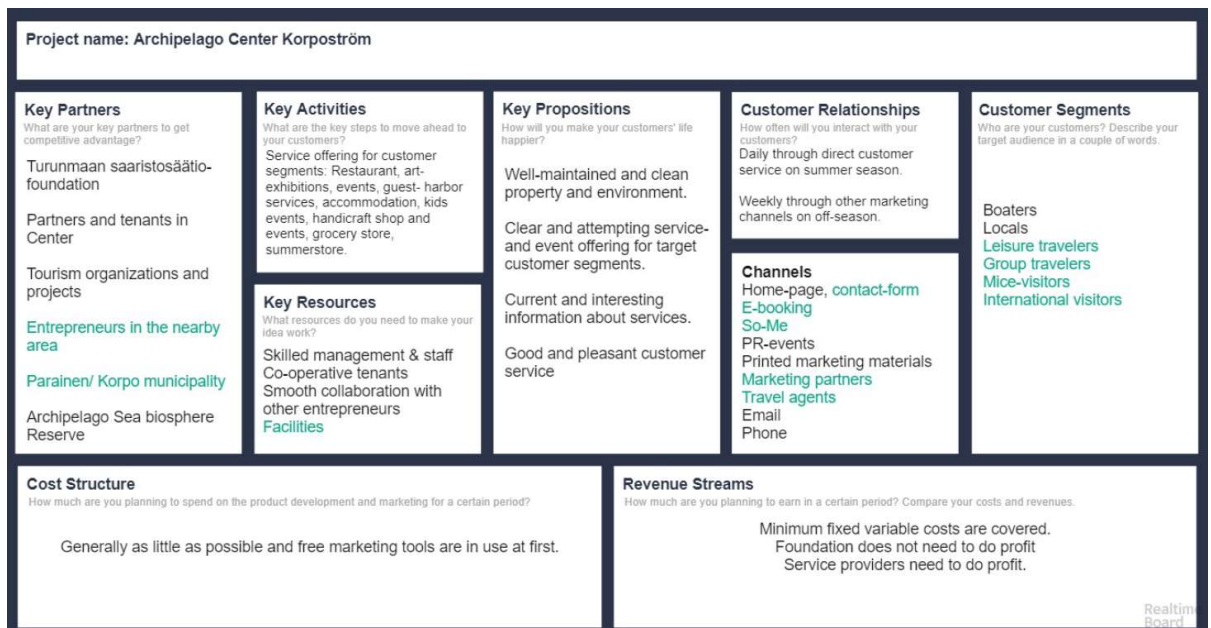 Project name: Archipelago Center Korpoström
Key Partners
What are your key partners to get
competitive advantage?
Turunmaan saaristosäätio-
foundation
Partners and tenants in
Center
Tourism organizations and
projects
Entrepreneurs in the nearby
area
Parainen/ Korpo municipality
Archipelago Sea biosphere
Reserve
Key Activities
What are the key steps to move ahead to
your customers?
Service offering for customer
segments: Restaurant, art-
exhibitions, events, guest- harbor
services, accommodation, kids
events, handicraft shop and
events, grocery store,
summerstore.
Key Resources
What resources do you need to make your
idea work?
Skilled management & staff
Co-operative tenants
Smooth collaboration with
other entrepreneurs
Facilities
Key Propositions
How will you make your customers' life
happier?
Well-maintained and clean
property and environment.
Clear and attempting service-
and event offering for target
customer segments.
Current and interesting
information about services.
Good and pleasant customer
service
Customer Relationships
How often will you interact with your
customers?
Daily through direct customer
service on summer season.
Weekly through other marketing
channels on off-season.
Channels
Home-page, contact-form
E-booking
So-Me
PR-events
Printed marketing materials
Marketing partners
Travel agents
Email
Phone
Customer Segments
Who are your customers? Describe your
target audience in a couple of words.
Boaters
Locals
Leisure travelers
Group travelers
Mice-visitors
International visitors
Cost Structure
How much are you planning to spend on the product development and marketing for a certain period?
Generally as little as possible and free marketing tools are in use at first.
Revenue Streams
How much are you planning to earn in a certain period? Compare your costs and revenues.
Minimum fixed variable costs are covered.
Foundation does not need to do profit
Service providers need to do profit.
Realtime
Board